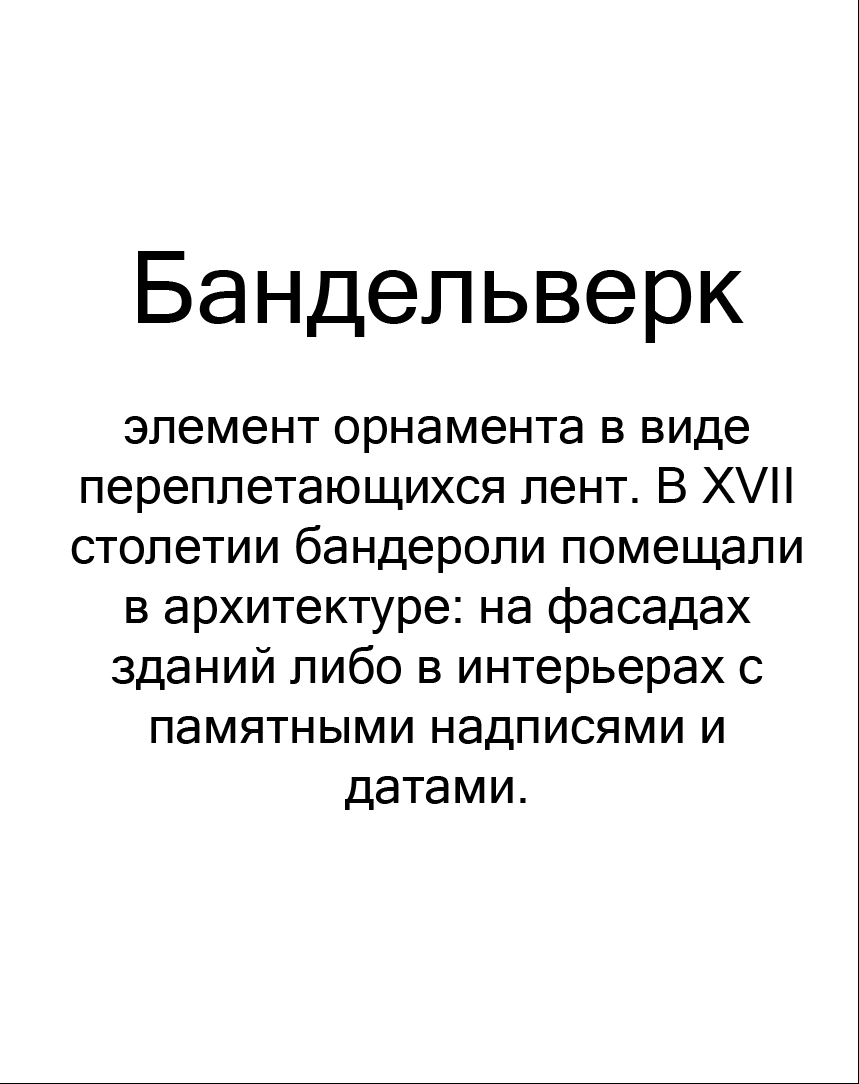 Бандельверк
элемент орнамента в виде
переплетающихся лент. В XVII
столетии бандероли помещали
в архитектуре: на фасадах
зданий либо в интерьерах с
памятными надписями и
датами.